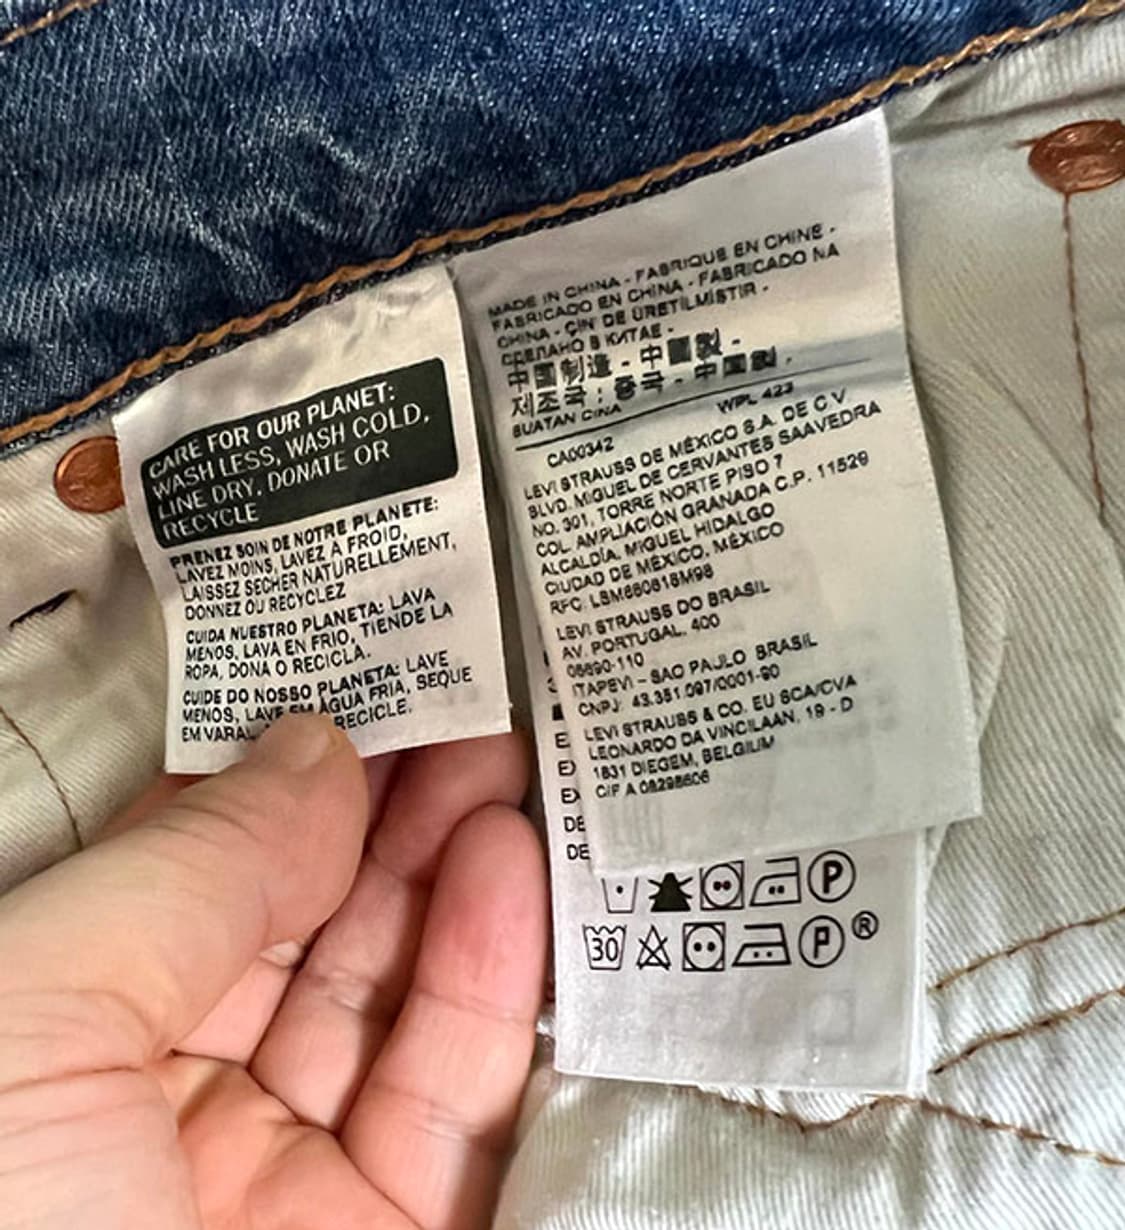 CARE FOR OUR PLANET:
WASH LESS, WASH COLD,
LINE DRY, DONATE OR
RECYCLE
PRENEZ SOIN DE NOTRE PLANETE:
LAVEZ MOINS, LAVEZ À FROID,
LAISSEZ SECHER NATURELLEMENT,
DONNEZ OU RECYCLEZ
CUIDA NUESTRO PLANETA: LAVA
MENOS, LAVA EN FRIO, TIENDE LA
ROPA, DONA O RECICLA.
CUIDE DO NOSSO PLANETA: LAVE
MENOS, LAVE EM ÀGUA FRIA, SEQUE
EM VARAL, RECICLE.
MADE IN CHINA - FABRIQUE EN CHINE -
FABRICADO EN CHINA - FABRICADO NA
CHINA - ÇIN' DE ÜRETILMİSTIR -
СДЕЛАНО В КИТАЕ -
中国制造 - 中國製 -
제조국 : 중국 - 中国製 -
BUATAN CINA
WPL 423
CA00342
LEVI STRAUSS DE MÉXICO S.A. DE C.V
BLVD. MIGUEL DE CERVANTES SAAVEDRA
NO. 301, TORRE NORTE PISO 7
COL. AMPLIACIÓN GRANADA C.P. 11529
ALCALDÍA, MIGUEL HIDALGO
CIUDAD DE MÉXICO, MÉXICO
RFC: LSM860618M98
LEVI STRAUSS DO BRASIL
AV. PORTUGAL, 400
06690-110
ITAPEVI - SAO PAULO BRASIL
CNPJ: 43.351.097/0001-90
LEVI STRAUSS & CO. EU SCA/CVA
LEONARDO DA VINCILAAN, 19 - D
1831 DIEGEM, BELGIUM
CIF A 08298606
E
EX
DE
DE
P
30 P ®